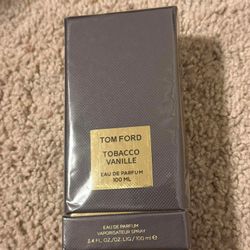 TOM FORD
TOBACCO
VANILLE
EAU DE PARFUM
100 ML
EAU DE PARFUM
VAPORISATEUR SPRAY
3.4 FL.OZ./OZ. LIQ / 100 ml e